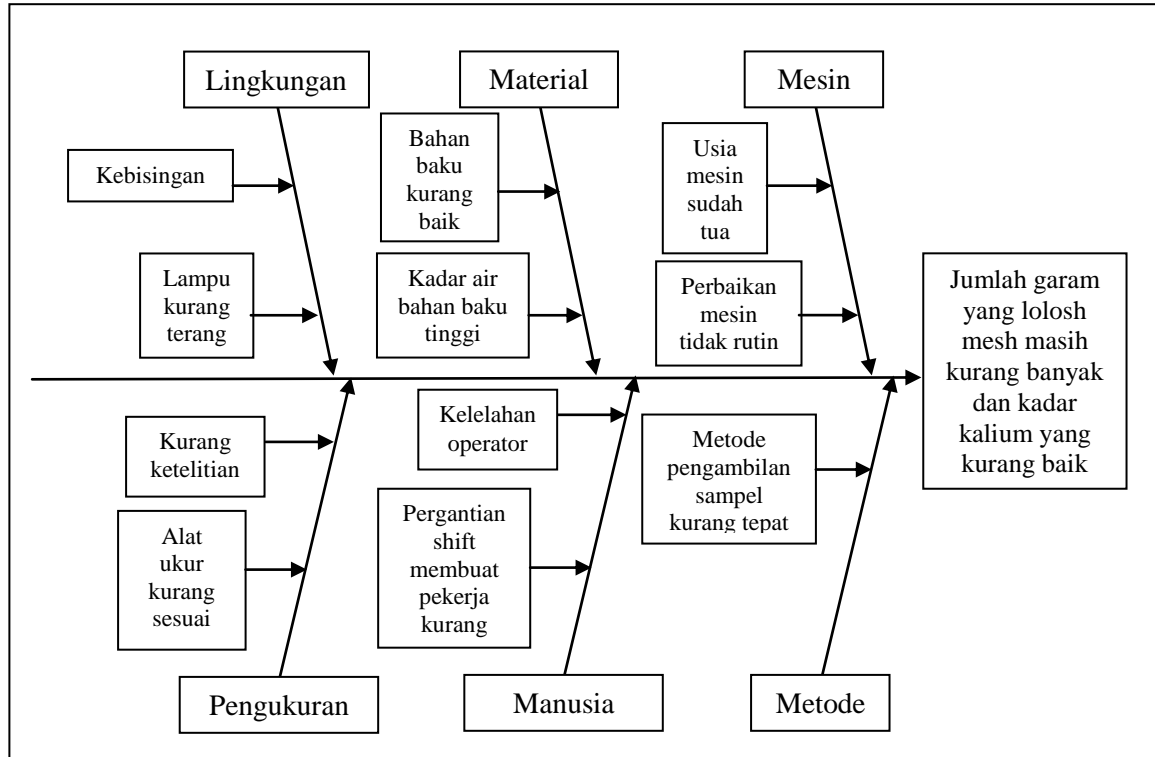 Lingkungan
Material
Mesin
Kebisingan
Bahan
baku
kurang
baik
Usia
mesin
sudah
tua
Lampu
kurang
terang
Kadar air
bahan baku
tinggi
Perbaikan
mesin
tidak rutin
Jumlah garam
yang lolosh
mesh masih
kurang banyak
dan kadar
kalium yang
kurang baik
Kurang
ketelitian
Kelelahan
operator
Metode
pengambilan
sampel
kurang tepat
Alat
ukur
kurang
sesuai
Pergantian
shift
membuat
pekerja
kurang
Pengukuran
Manusia
Metode